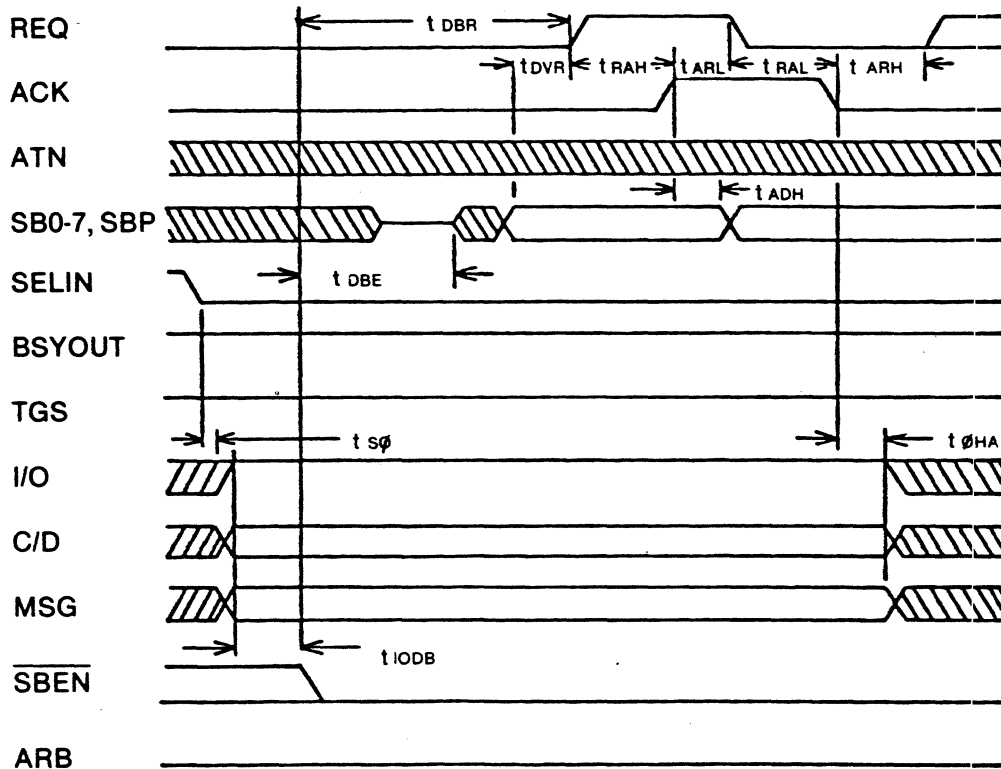 REQ
t DBR
t DVR t RAH t ARL t RAL t ARH
ACK
ATN
t ADH
SB0-7, SBP
t DBE
SELIN
BSYOUT
TGS
t Sφ t ØHA
I/O
C/D
MSG
t IODB
SBEN
ARB